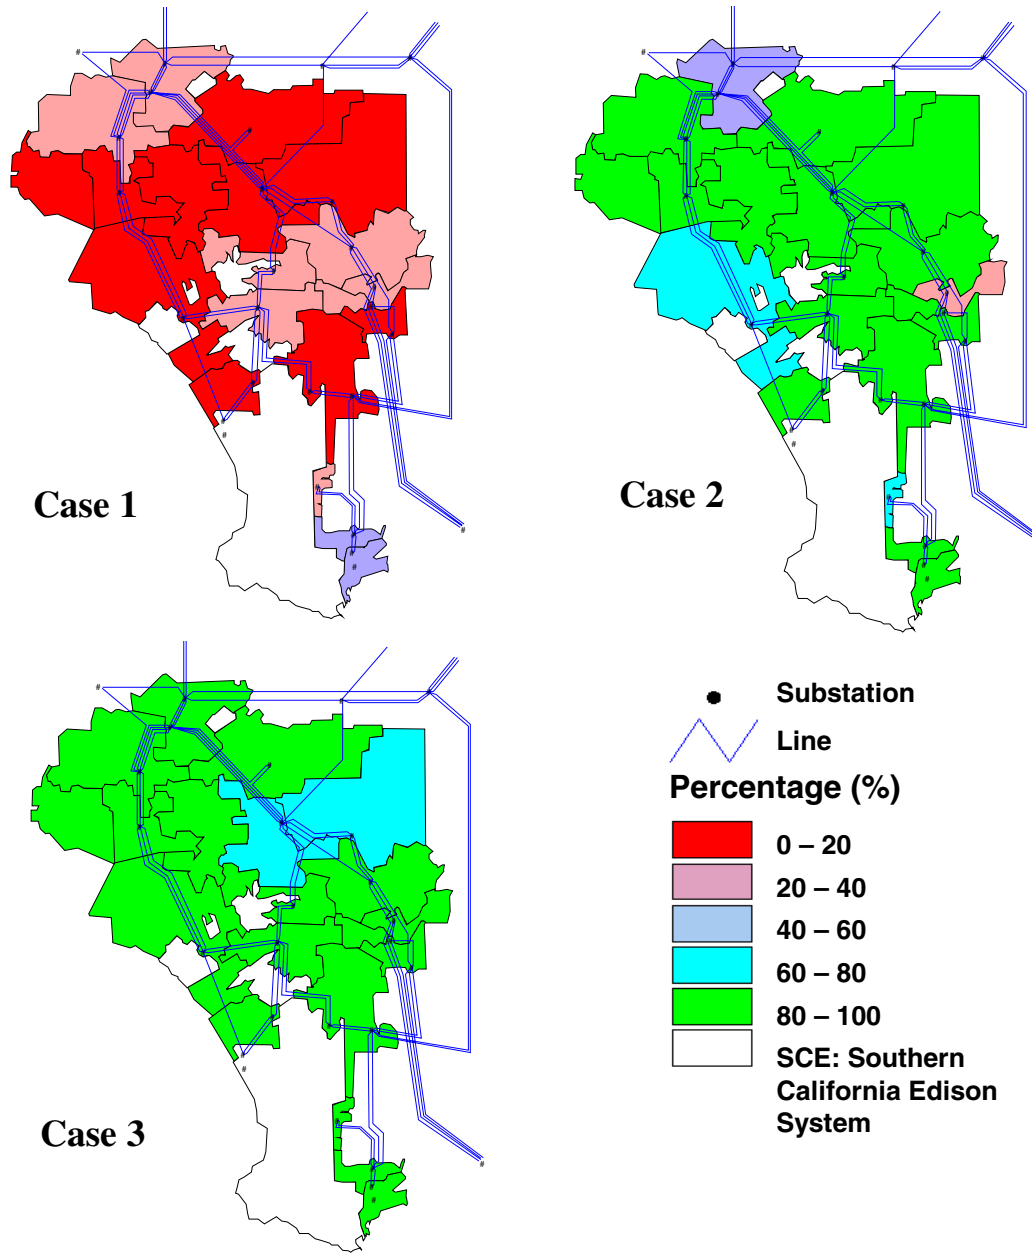 Case 1
Case 2
Case 3
Substation
Line
Percentage (%)
0 – 20
20 – 40
40 – 60
60 – 80
80 – 100
SCE: Southern
California Edison
System